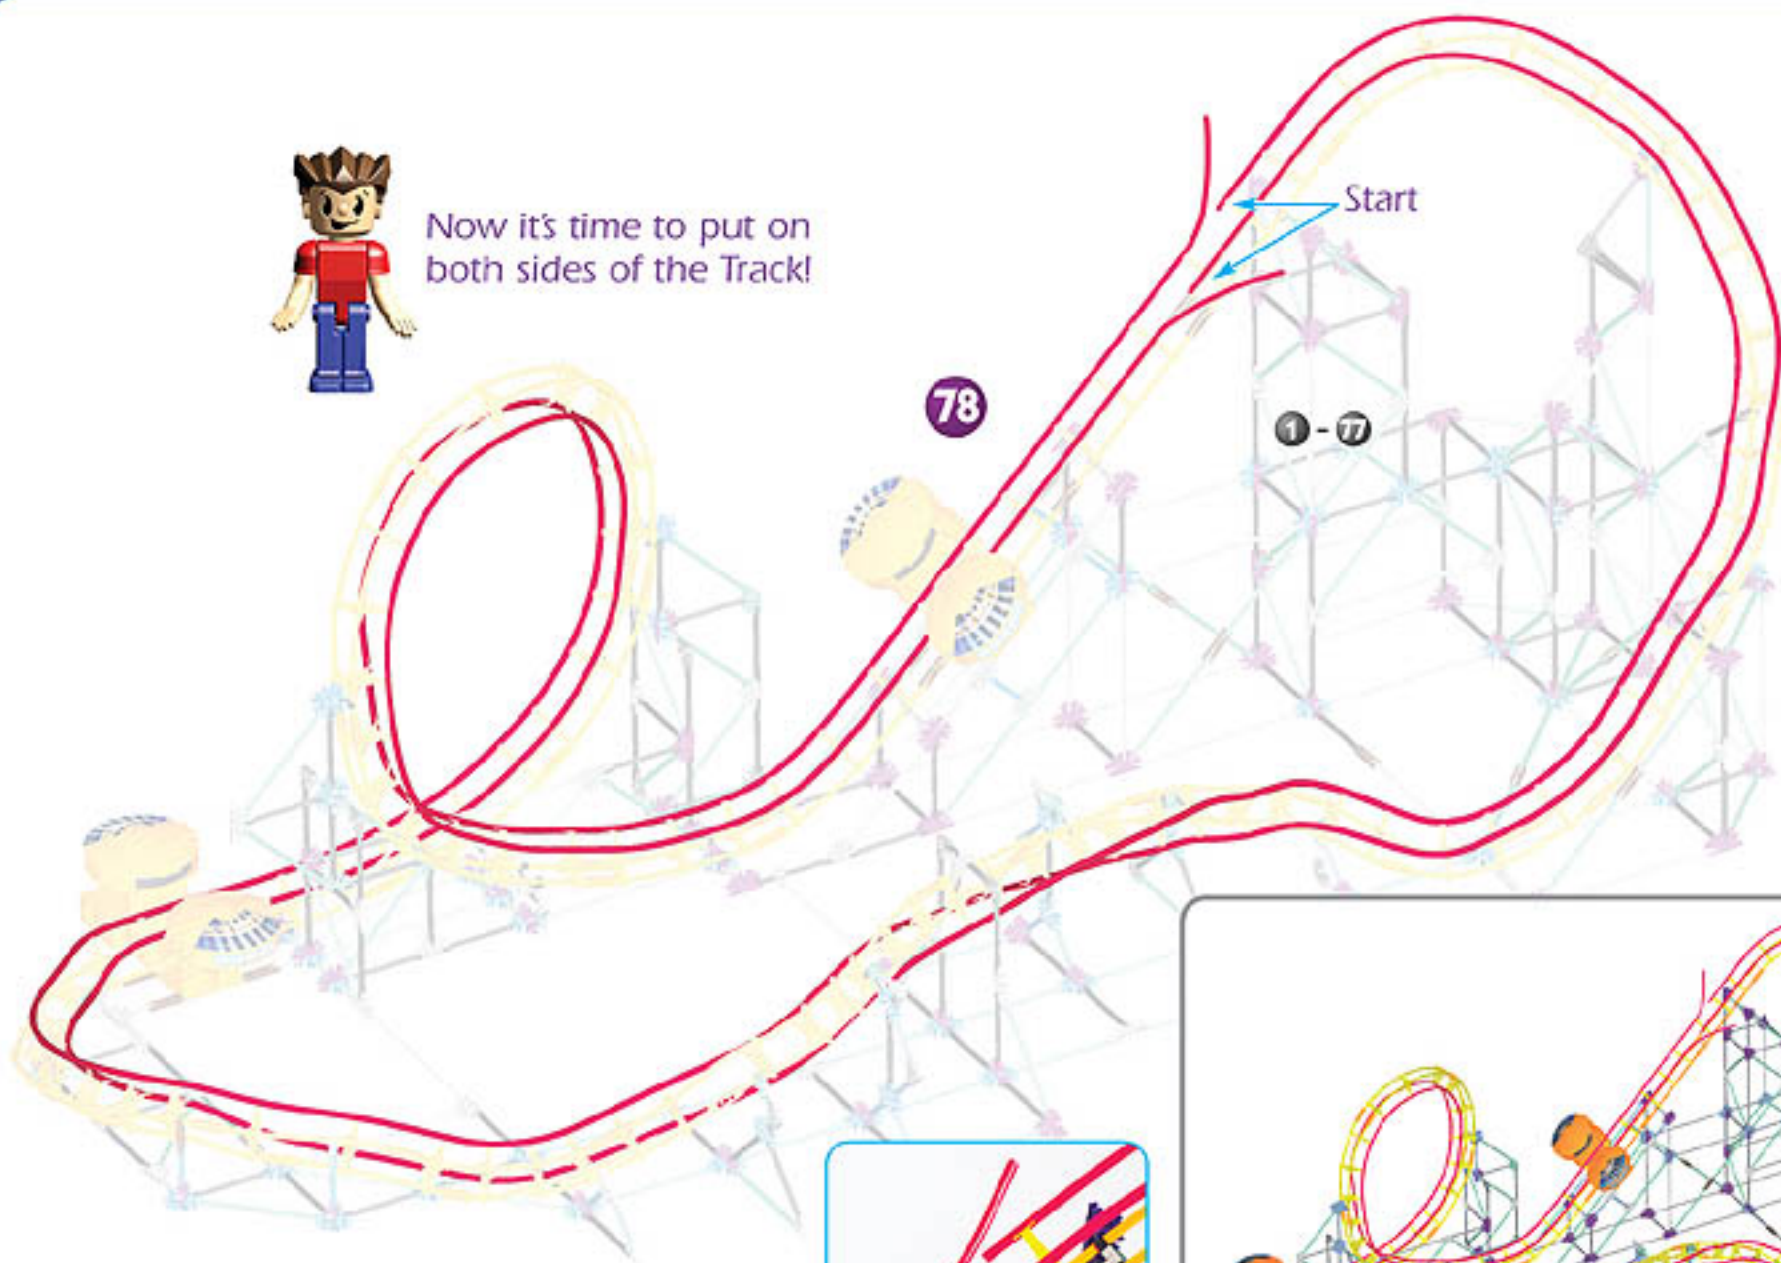 Now it's time to put on
both sides of the Track!
Start
78
1 - 77